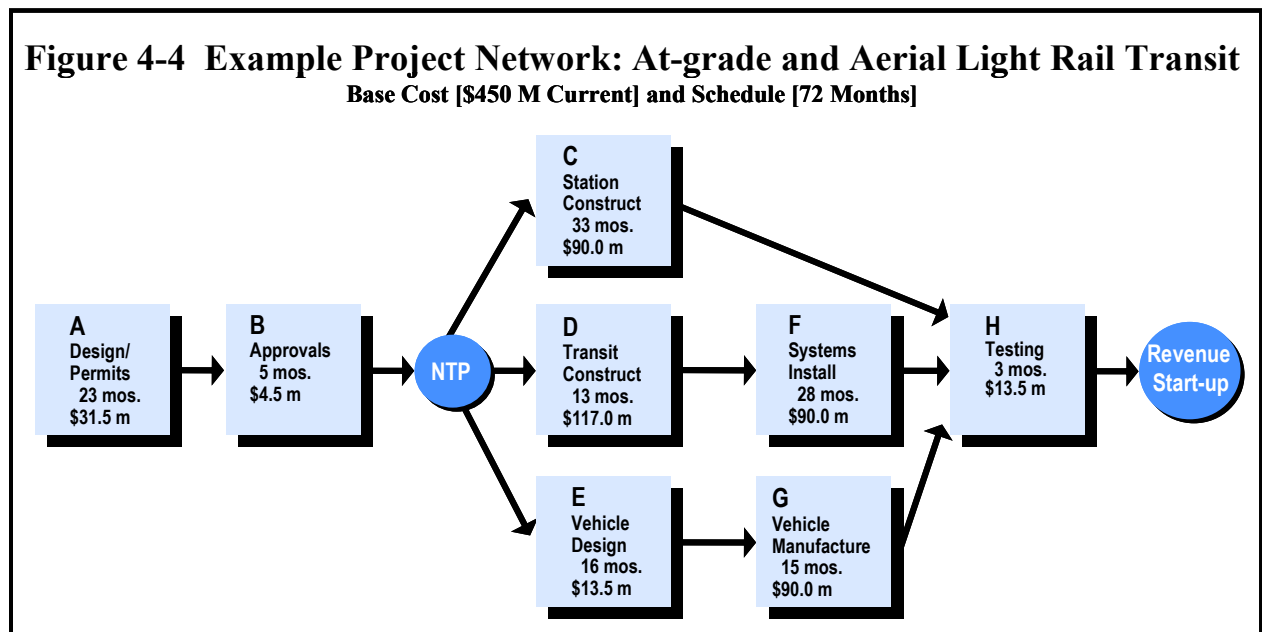 Figure 4-4 Example Project Network: At-grade and Aerial Light Rail Transit
Base Cost [$450 M Current] and Schedule [72 Months]
C
Station
Construct
33 mos.
$90.0 m
A
Design/
Permits
23 mos.
$31.5 m
B
Approvals
5 mos.
$4.5 m
NTP
D
Transit
Construct
13 mos.
$117.0 m
F
Systems
Install
28 mos.
$90.0 m
H
Testing
3 mos.
$13.5 m
Revenue
Start-up
E
Vehicle
Design
16 mos.
$13.5 m
G
Vehicle
Manufacture
15 mos.
$90.0 m